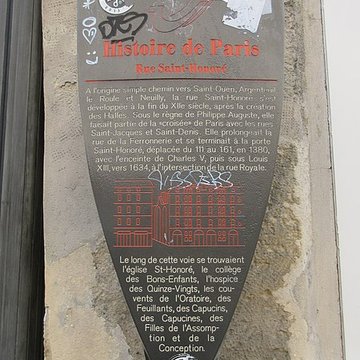 Histoire de Paris
Rue Saint-Honoré
A l'origine simple chemin vers Saint-Ouen, Argenteuil,
le Roule et Neuilly, la rue Saint-Honoré s'est
développée à la fin du XIIe siècle, après la création
des Halles. Sous le règne de Philippe Auguste, elle
faisait partie de la «croisée» de Paris avec les rues
Saint-Jacques et Saint-Denis. Elle prolongeait la
rue de la Ferronnerie et se terminait à la porte
Saint-Honoré, déplacée du 111 au 161, en 1380,
avec l'enceinte de Charles V, puis sous Louis
XIII, vers 1634, à l'intersection de la rue Royale.
Le long de cette voie se trouvaient
l'église St-Honoré, le collège
des Bons-Enfants, l'hospice
des Quinze-Vingts, les cou-
vents de l'Oratoire, des
Feuillants, des Capucins,
des Capucines, des
Filles de l'Assomp-
tion et de la
Conception.